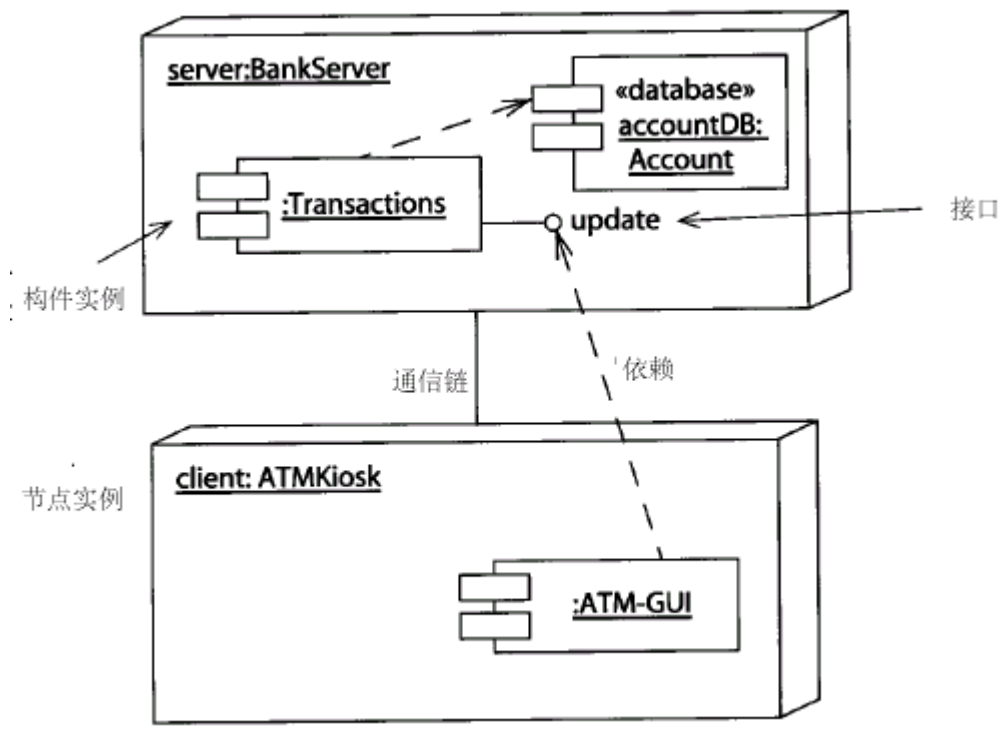 server:BankServer
«database»
accountDB:
Account
:Transactions
update
接口
构件实例
通信链
依赖
client: ATMKiosk
节点实例
:ATM-GUI